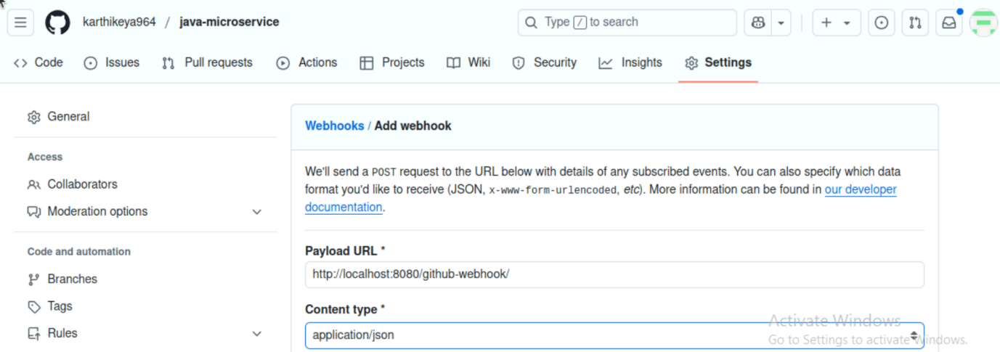 karthikeya964 / java-microservice
Type / to search
Code Issues Pull requests Actions Projects Wiki Security Insights Settings
General
Access
Collaborators
Moderation options
Code and automation
Branches
Tags
Rules
Webhooks / Add webhook
We'll send a POST request to the URL below with details of any subscribed events. You can also specify which data
format you'd like to receive (JSON, x-www-form-urlencoded, etc). More information can be found in our developer
documentation.
Payload URL *
http://localhost:8080/github-webhook/
Content type *
application/json
Activate Windows
Go to Settings to activate Windows.